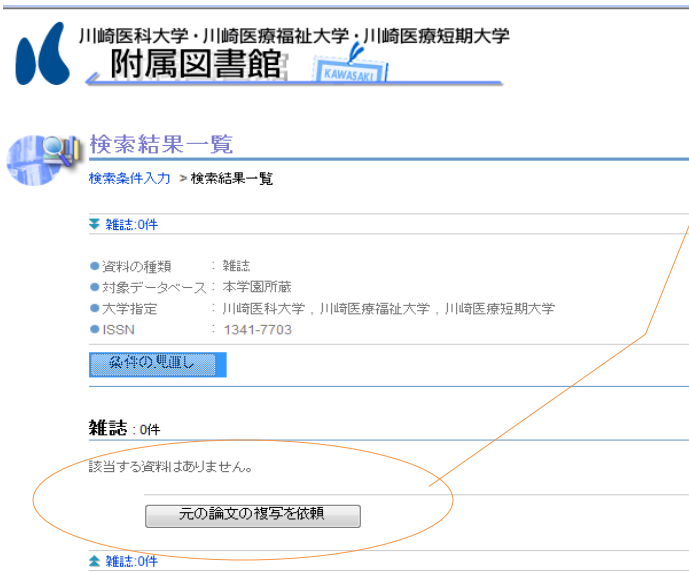 川崎医科大学・川崎医療福祉大学・川崎医療短期大学
附属図書館
KAWASAKI
検索結果一覧
検索条件入力 >検索結果一覧
雑誌:0件
資料の種類 : 雑誌
対象データベース : 本学園所蔵
大学指定 : 川崎医科大学 , 川崎医療福祉大学 , 川崎医療短期大学
ISSN : 1341-7703
条件の見直し
雑誌 : 0件
該当する資料はありません。
元の論文の複写を依頼
雑誌:0件